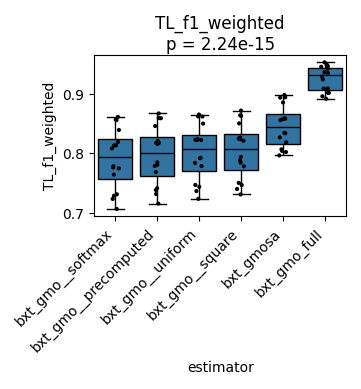 TL_f1_weighted
p = 2.24e-15
TL_f1_weighted
0.9
0.8
0.7
bxt_gmo__softmax
bxt_gmo__precomputed
bxt_gmo__uniform
bxt_gmo__square
bxt_gmosa
bxt_gmo_full
estimator